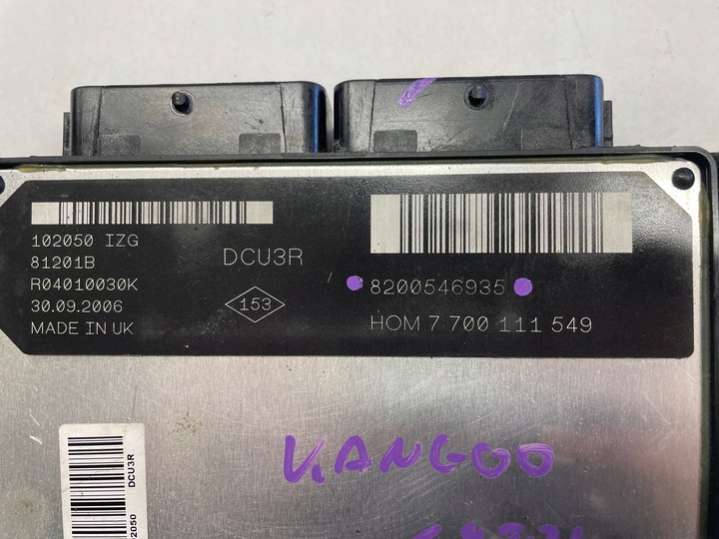 102050 IZG
81201B
R04010030K
30.09.2006
MADE IN UK
DCU3R
153
8200546935
HOM 7 700 111 549
DCU3R
KANGOO